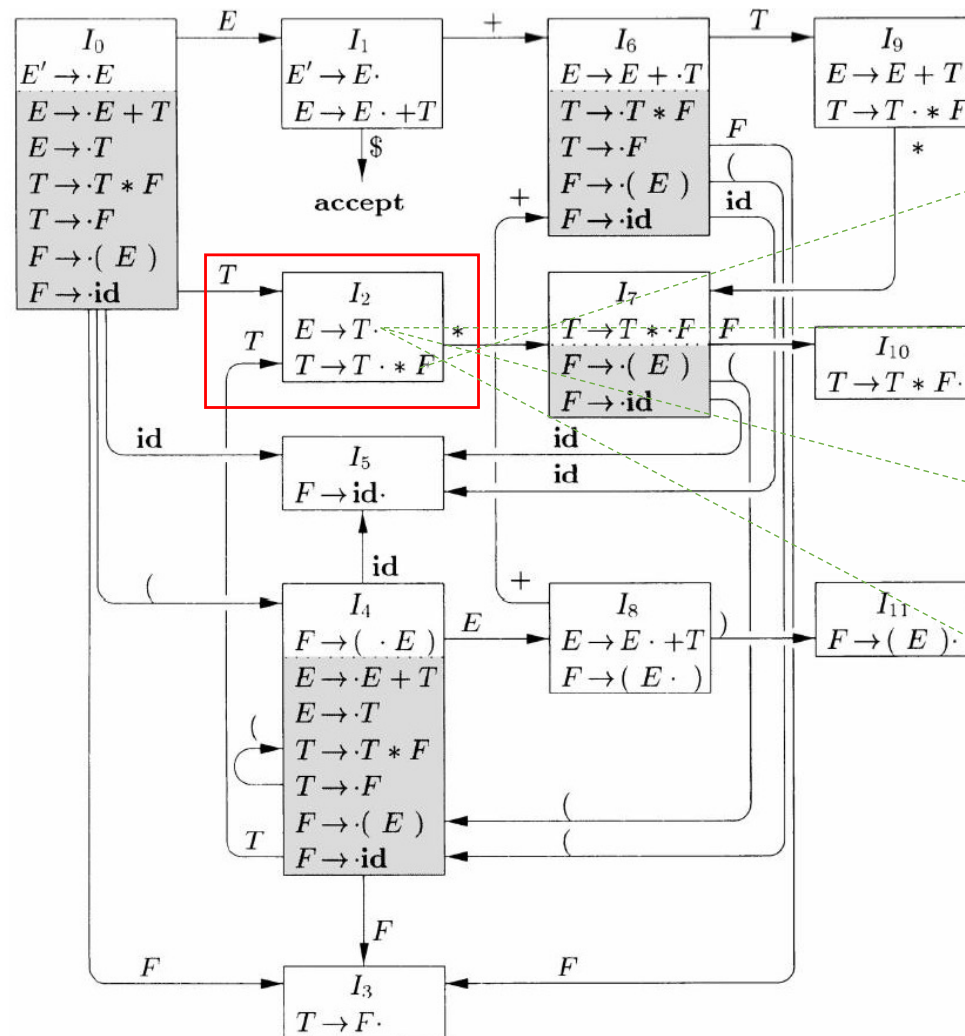 I₀
E' → ·E
E → ·E + T
E → ·T
T → ·T * F
T → ·F
F → ·( E )
F → ·id
E
I₁
E' → E·
E → E· + T
$
accept
+
I₆
E → E + ·T
T → ·T * F
T → ·F
F → ·( E )
F → ·id
T
I₉
E → E + T
T → T· * F
*
F
(
id
+
T
T
I₂
E → T·
T → T· * F
*
I₇
T → T * ·F
F → ·( E )
F → ·id
F
(
I₁₀
T → T * F·
id
id
id
I₅
F → id·
id
(
I₄
F → ( · E )
E → ·E + T
E → ·T
T → ·T * F
T → ·F
F → ·( E )
F → ·id
(
T
E
+
I₈
E → E· + T
F → ( E· )
)
I₁₁
F → ( E )·
(
(
F
F
F
I₃
T → F·